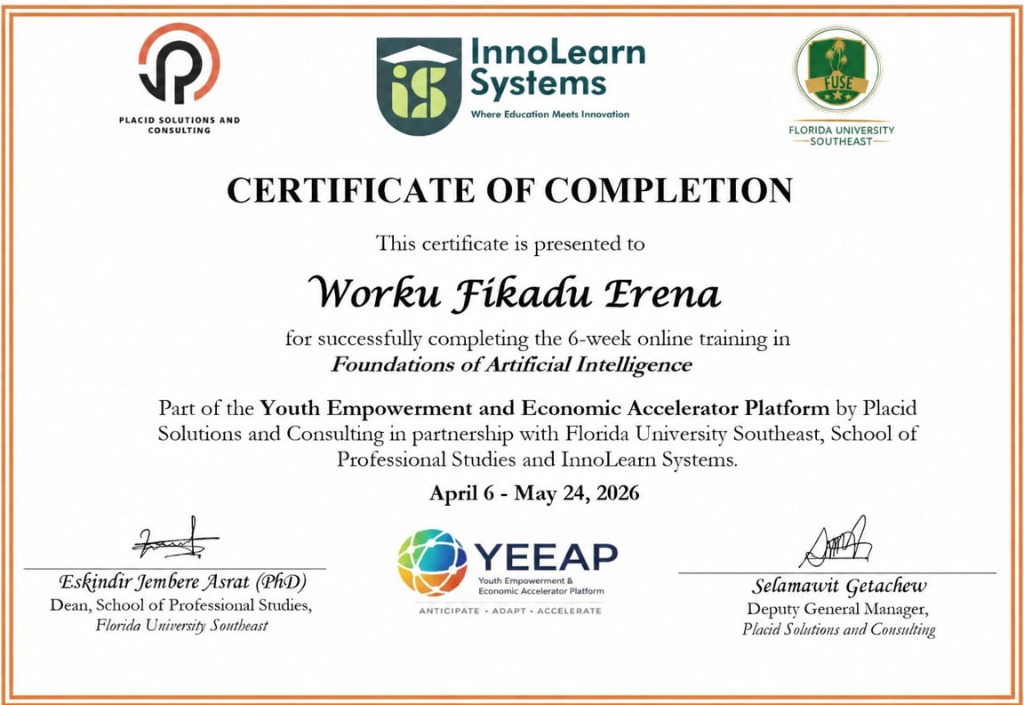 PLACID SOLUTIONS AND
CONSULTING
iS
InnoLearn
Systems
Where Education Meets Innovation
FUSE
FLORIDA UNIVERSITY
SOUTHEAST
CERTIFICATE OF COMPLETION
This certificate is presented to
Worku Fikadu Erena
for successfully completing the 6-week online training in
Foundations of Artificial Intelligence
Part of the Youth Empowerment and Economic Accelerator Platform by Placid
Solutions and Consulting in partnership with Florida University Southeast, School of
Professional Studies and InnoLearn Systems.
April 6 - May 24, 2026
Eskindir Jembere Asrat (PhD)
Dean, School of Professional Studies,
Florida University Southeast
YEEAP
Youth Empowerment &
Economic Accelerator Platform
ANTICIPATE • ADAPT • ACCELERATE
Selamawit Getachew
Deputy General Manager,
Placid Solutions and Consulting